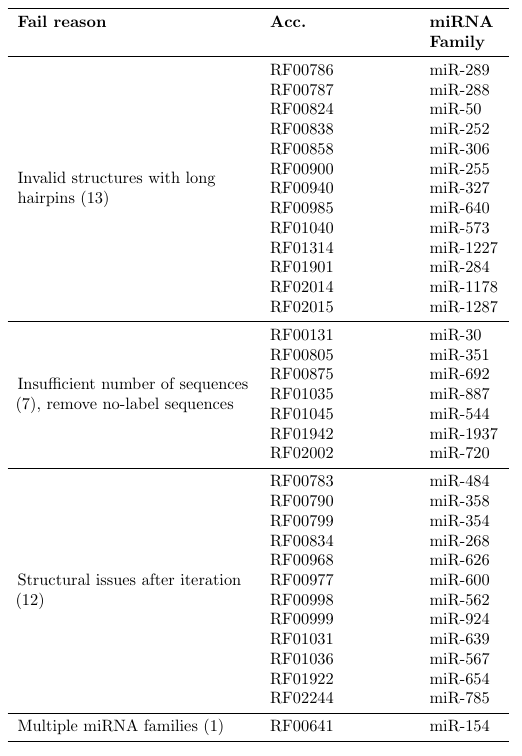 Fail reason Acc. miRNA
Family
RF00786 miR-289
RF00787 miR-288
RF00824 miR-50
RF00838 miR-252
RF00858 miR-306
RF00900 miR-255
Invalid structures with long
hairpins (13)
RF00940 miR-327
RF00985 miR-640
RF01040 miR-573
RF01314 miR-1227
RF01901 miR-284
RF02014 miR-1178
RF02015 miR-1287
RF00131 miR-30
RF00805 miR-351
RF00875 miR-692
Insufficient number of sequences
(7), remove no-label sequences
RF01035 miR-887
RF01045 miR-544
RF01942 miR-1937
RF02002 miR-720
RF00783 miR-484
RF00790 miR-358
RF00799 miR-354
RF00834 miR-268
RF00968 miR-626
Structural issues after iteration
(12)
RF00977 miR-600
RF00998 miR-562
RF00999 miR-924
RF01031 miR-639
RF01036 miR-567
RF01922 miR-654
RF02244 miR-785
Multiple miRNA families (1) RF00641 miR-154